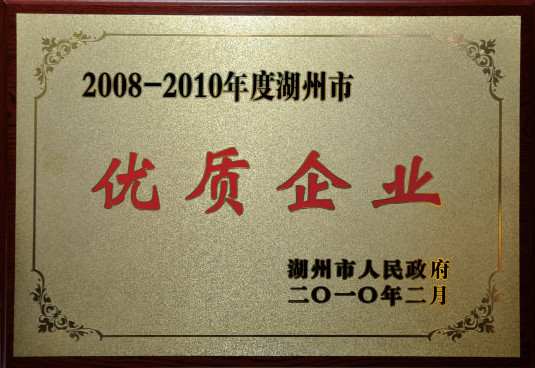 2008-2010年度湖州市
优质企业
湖州市人民政府
二〇一〇年二月